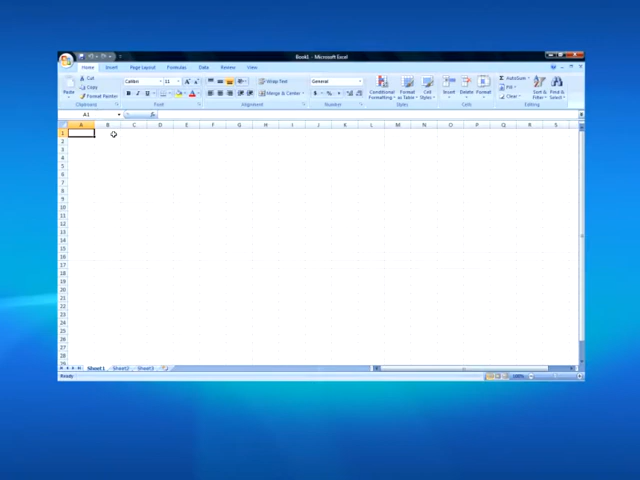 Book1 - Microsoft Excel
Home Insert Page Layout Formulas Data Review View
Paste
Cut
Copy
Format Painter
Clipboard
Calibri 11
Font
Wrap Text
Merge & Center
Alignment
General
Number
Conditional Formatting
Format as Table
Cell Styles
Styles
Insert Delete Format
Cells
AutoSum
Fill
Clear
Sort & Filter
Find & Select
Editing
A1
A B C D E F G H I J K L M N O P Q R S
1
2
3
4
5
6
7
8
9
10
11
12
13
14
15
16
17
18
19
20
21
22
23
24
25
26
27
28
29
Sheet1 Sheet2 Sheet3
Ready 100%